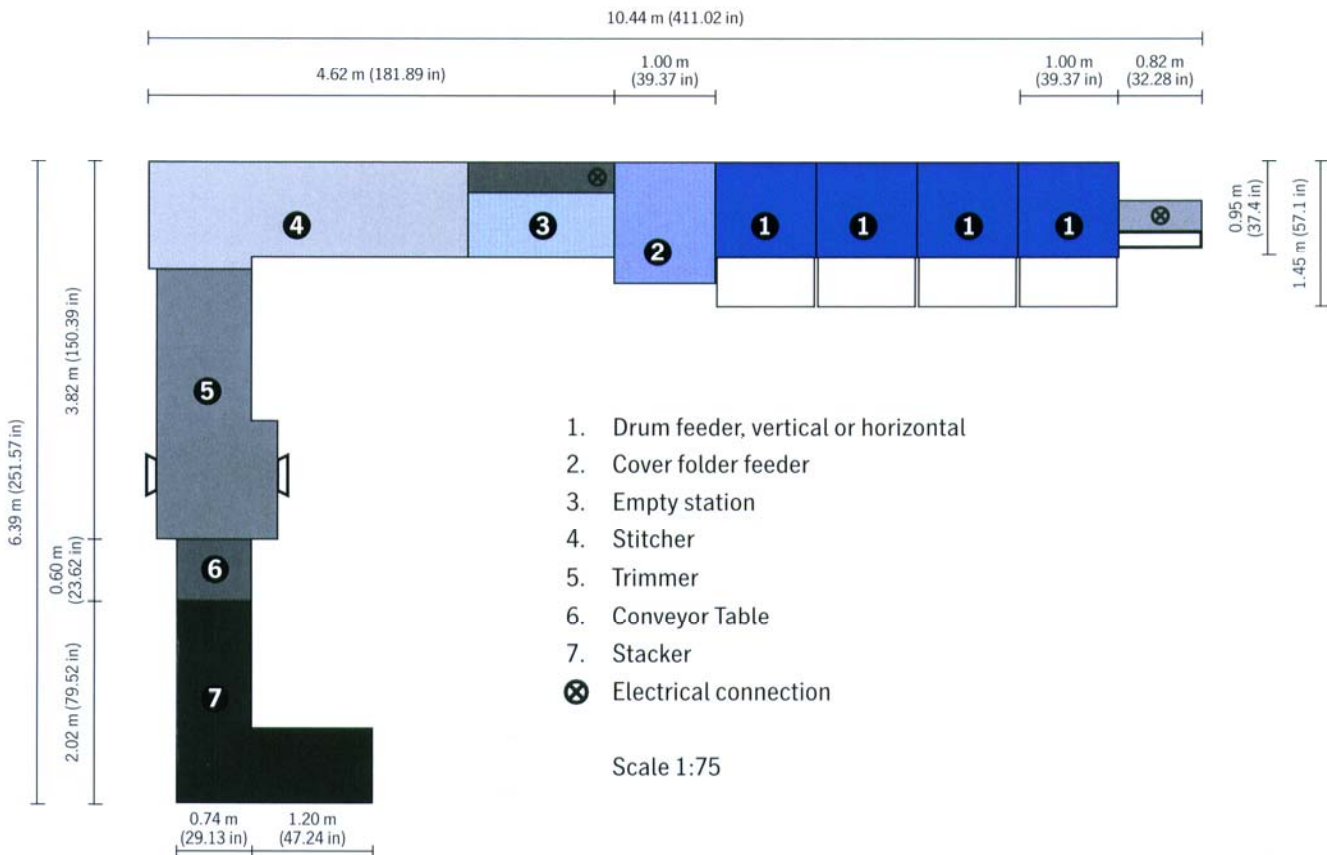 10.44 m (411.02 in)
4.62 m (181.89 in)
1.00 m
(39.37 in)
1.00 m
(39.37 in)
0.82 m
(32.28 in)
6.39 m (251.57 in)
3.82 m (150.39 in)
0.60 m
(23.62 in)
2.02 m (79.52 in)
4
3
2
1
1
1
1
0.95 m
(37.4 in)
1.45 m (57.1 in)
5
6
7
1. Drum feeder, vertical or horizontal
2. Cover folder feeder
3. Empty station
4. Stitcher
5. Trimmer
6. Conveyor Table
7. Stacker
⊗ Electrical connection
Scale 1:75
0.74 m
(29.13 in)
1.20 m
(47.24 in)